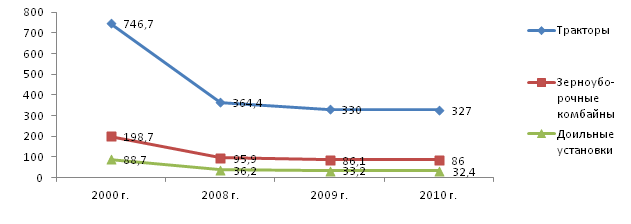 800
700
600
500
400
300
200
100
0
746,7
364,4
330
327
198,7
95,9
86,1
86
88,7
36,2
33,2
32,4
2000 г.
2008 г.
2009 г.
2010 г.
Тракторы
Зерноубо-
рочные
комбайны
Доильные
установки